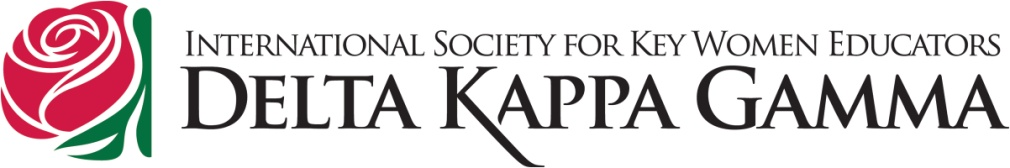 International Society for Key Women Educators
Delta Kappa Gamma